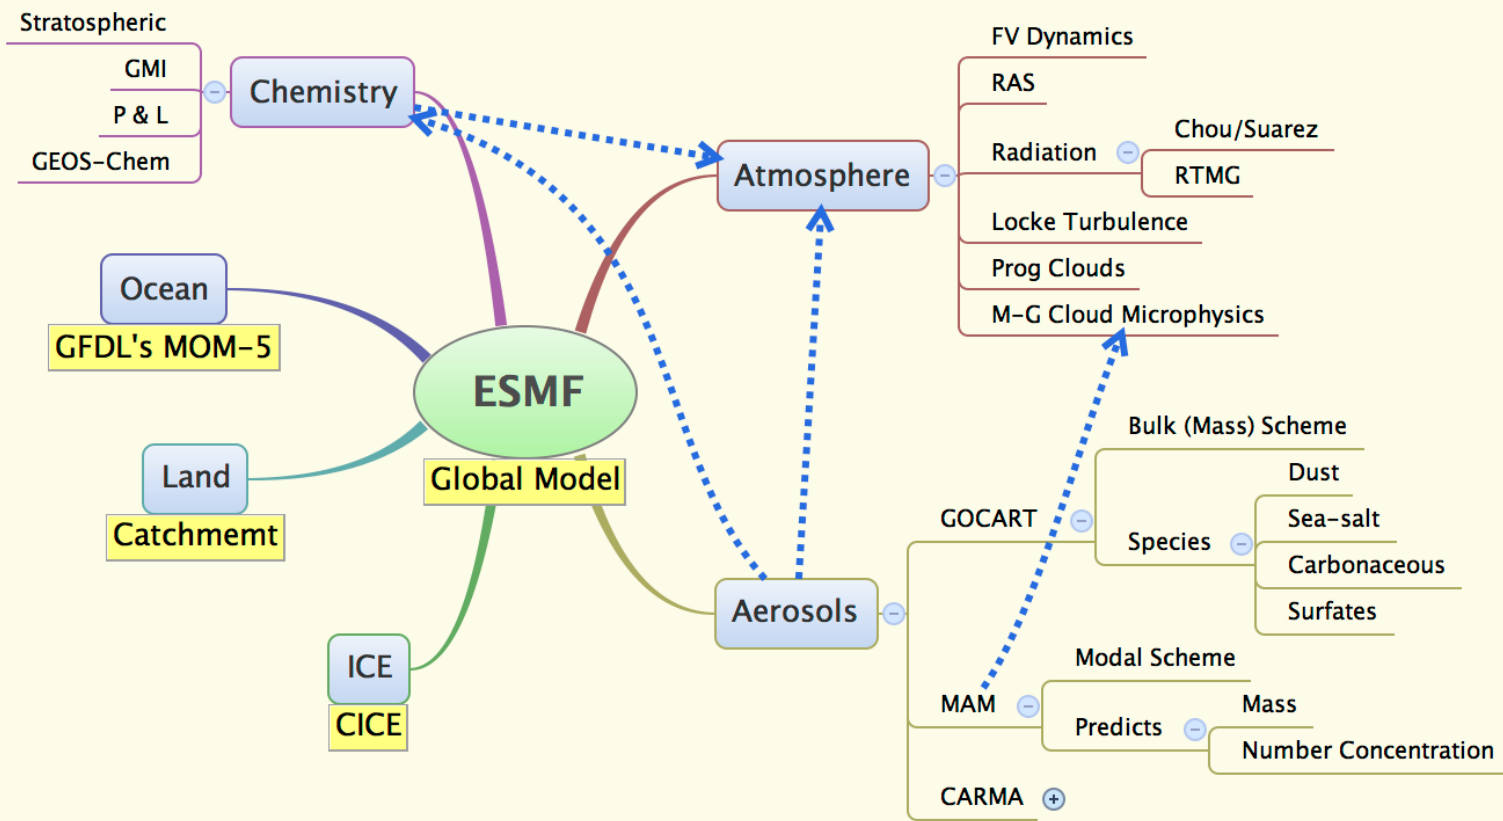 Stratospheric
GMI
P & L
GEOS-Chem
Chemistry
Ocean
GFDL's MOM-5
Land
Catchmemt
ICE
CICE
ESMF
Global Model
Atmosphere
FV Dynamics
RAS
Radiation
Chou/Suarez
RTMG
Locke Turbulence
Prog Clouds
M-G Cloud Microphysics
Aerosols
GOCART
Bulk (Mass) Scheme
Species
Dust
Sea-salt
Carbonaceous
Surfates
MAM
Modal Scheme
Predicts
Mass
Number Concentration
CARMA